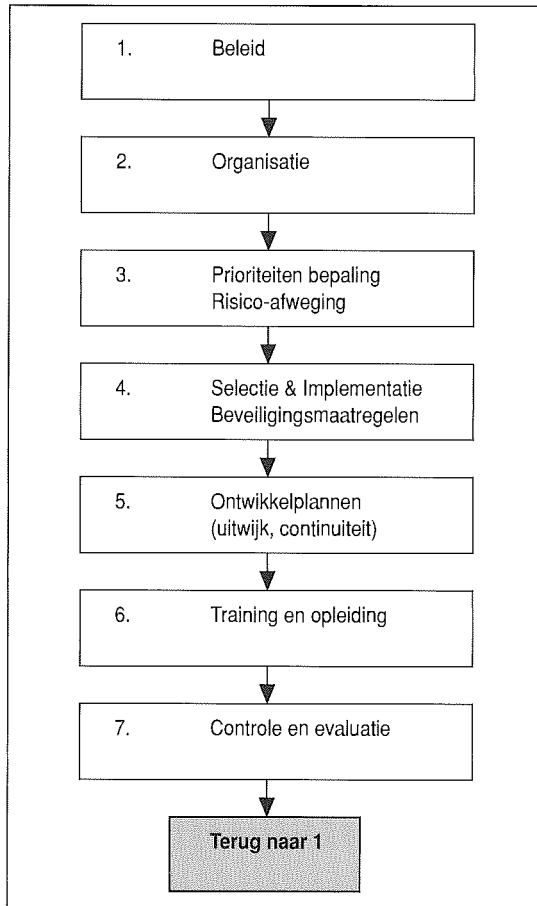 1. Beleid
2. Organisatie
3. Prioriteiten bepaling
Risico-afweging
4. Selectie & Implementatie
Beveiligingsmaatregelen
5. Ontwikkelplannen
(uitwijk, continuiteit)
6. Training en opleiding
7. Controle en evaluatie
Terug naar 1